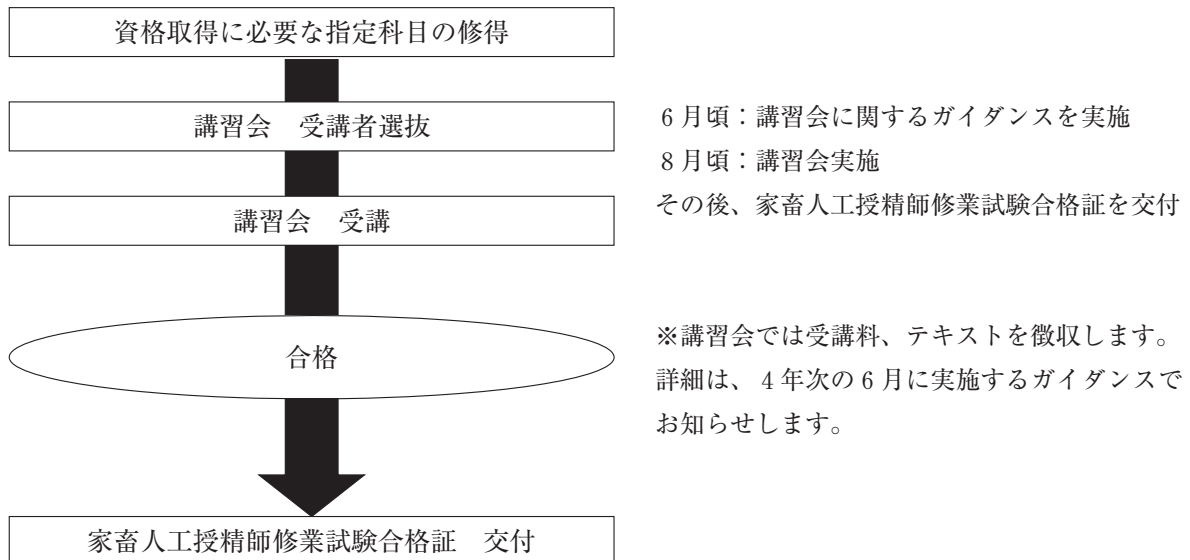 資格取得に必要な指定科目の修得
講習会　受講者選抜
講習会　受講
合格
家畜人工授精師修業試験合格証　交付
6月頃：講習会に関するガイダンスを実施
8月頃：講習会実施
その後、家畜人工授精師修業試験合格証を交付
※講習会では受講料、テキストを徴収します。
詳細は、4年次の6月に実施するガイダンスで
お知らせします。